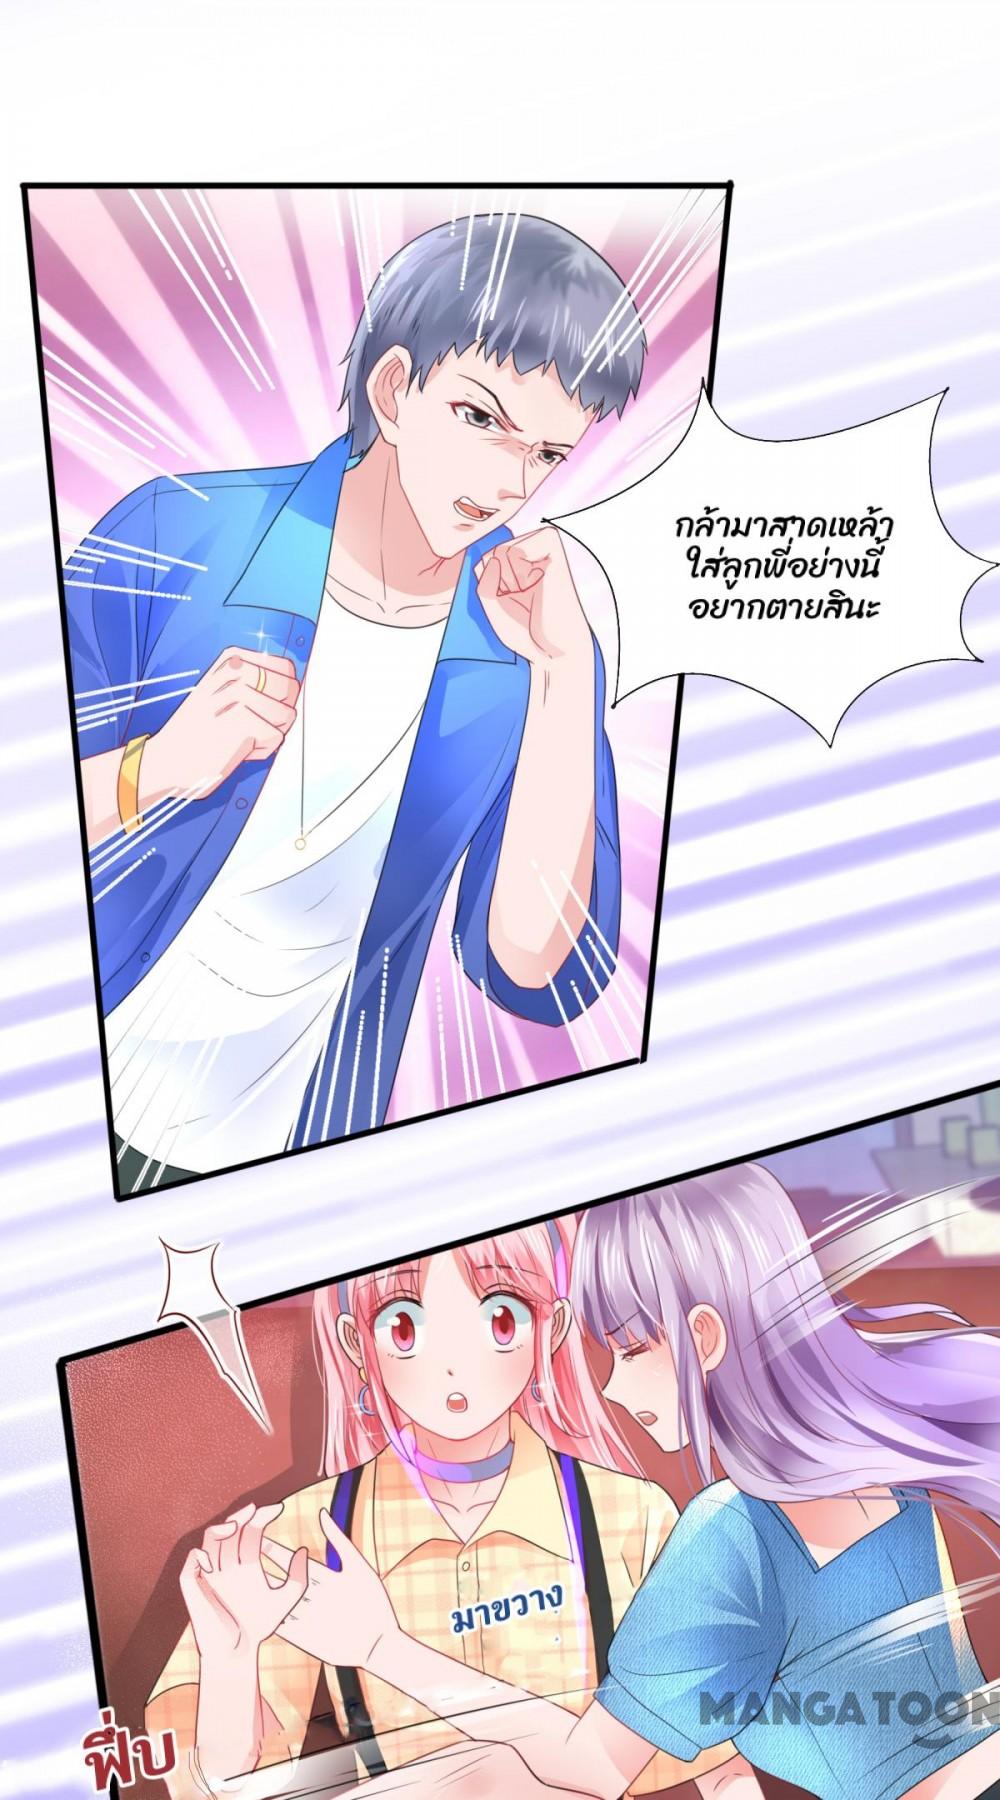 กล้ามาสาดเหล้า
ใส่ลูกพี่อย่างนี้
อยากตายสินะ
มาขวาง
ฟึ่บ
MANGATOON